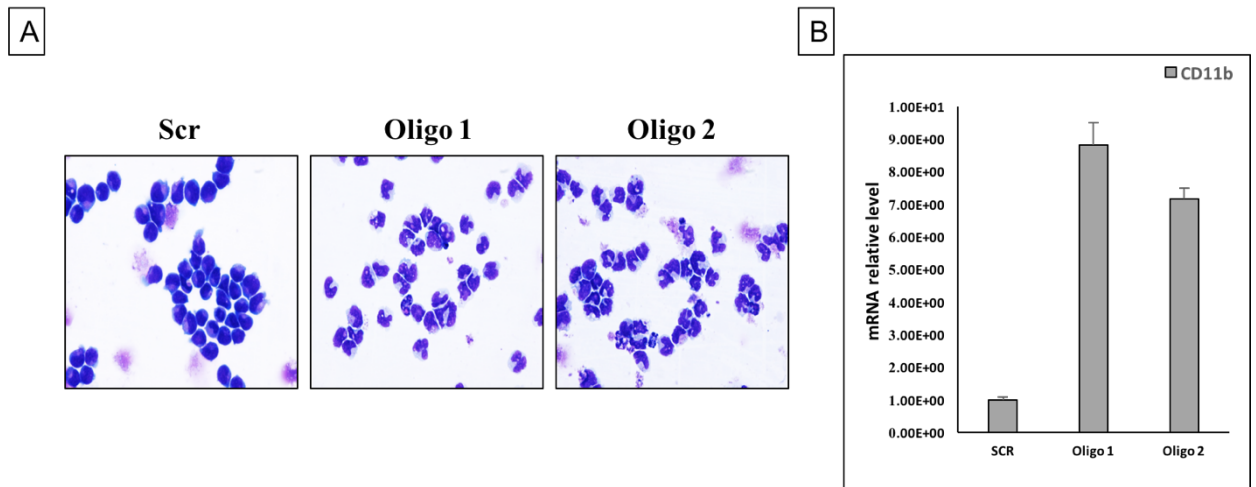 A
B
Scr
Oligo 1
Oligo 2
CD11b
mRNA relative level
1.00E+01
9.00E+00
8.00E+00
7.00E+00
6.00E+00
5.00E+00
4.00E+00
3.00E+00
2.00E+00
1.00E+00
0.00E+00
SCR
Oligo 1
Oligo 2